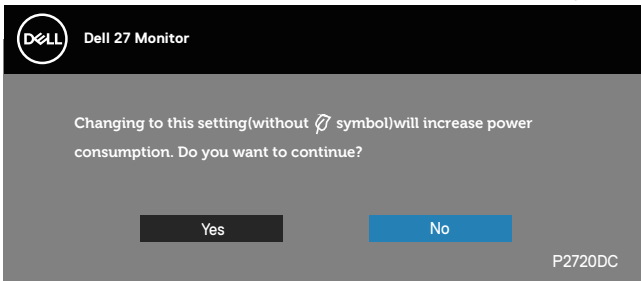 DELL
Dell 27 Monitor
Changing to this setting(without symbol)will increase power
consumption. Do you want to continue?
Yes
No
P2720DC